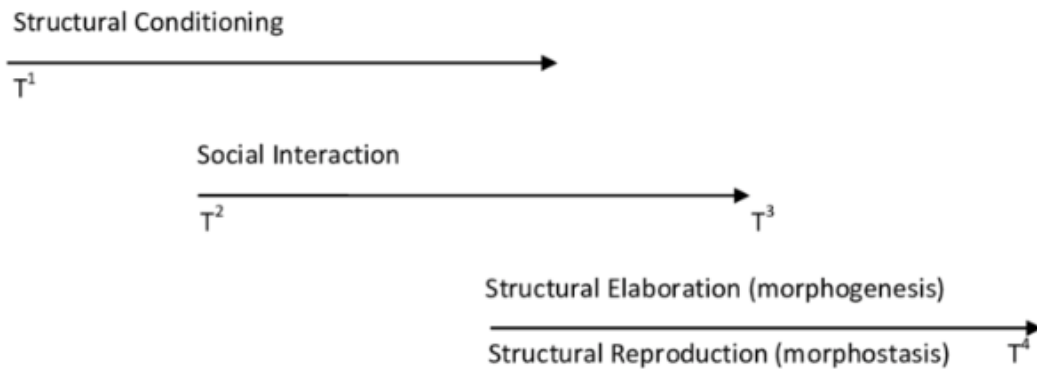 Structural Conditioning
T¹
Social Interaction
T² T³
Structural Elaboration (morphogenesis)
Structural Reproduction (morphostasis) T⁴